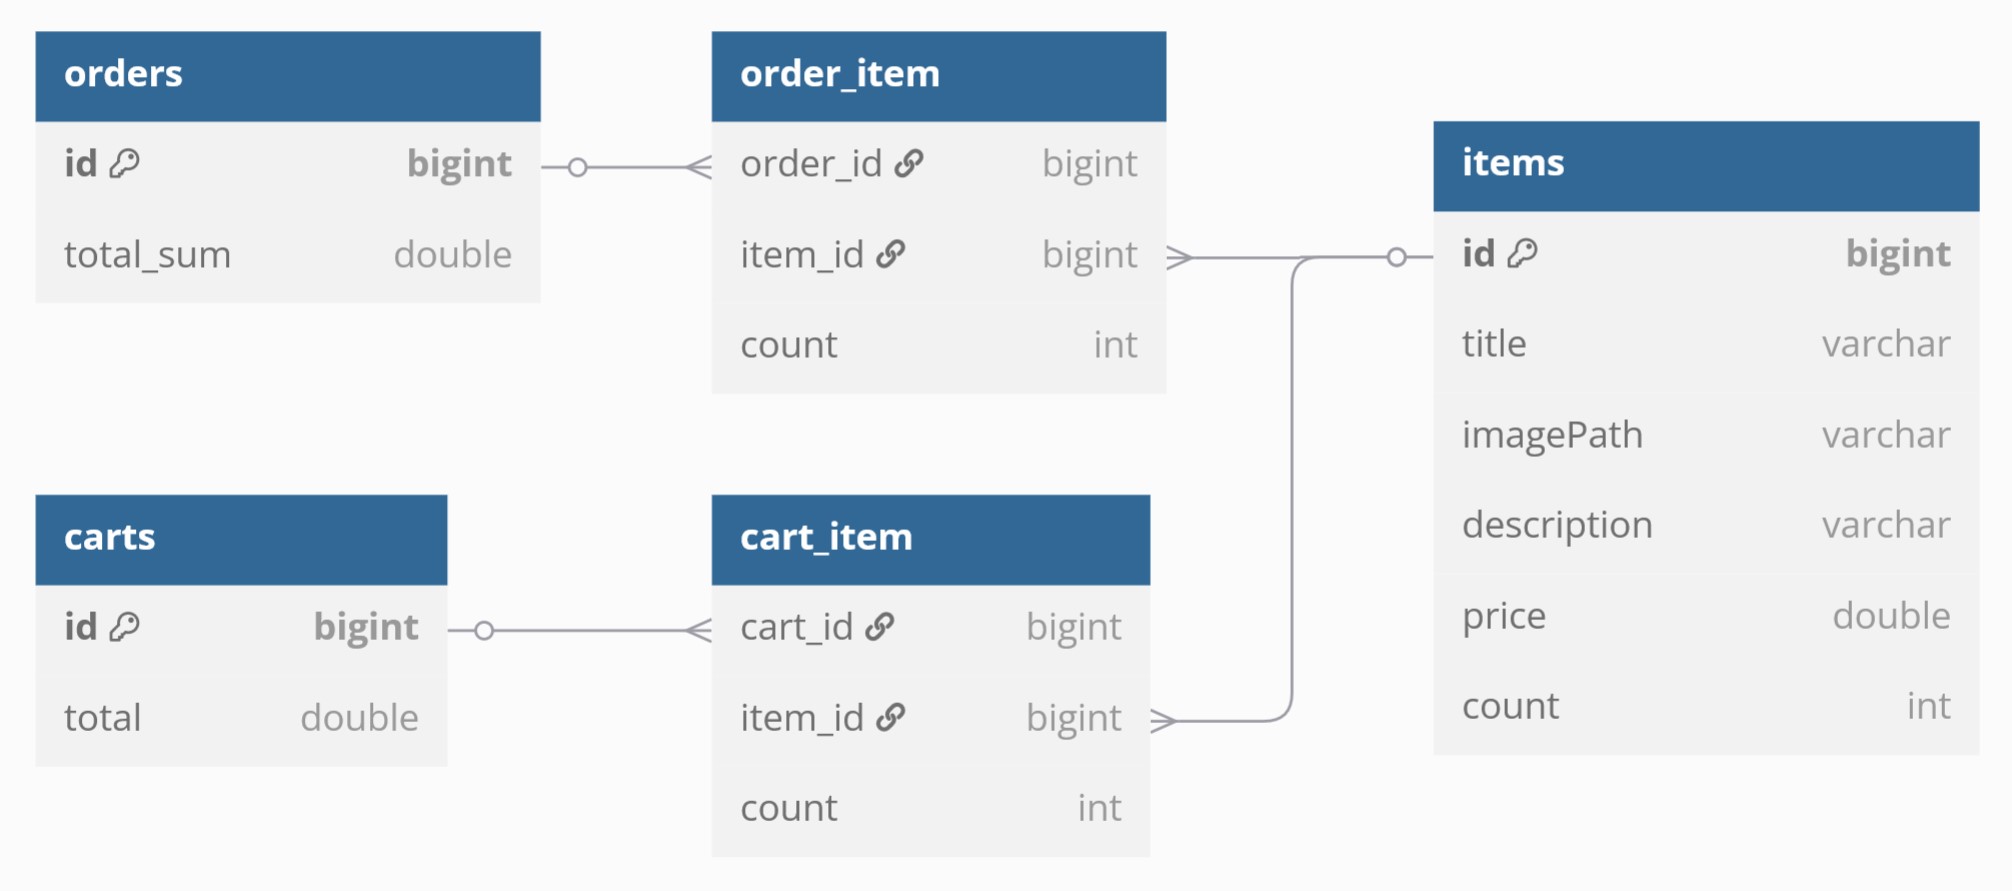 orders
id bigint
total_sum double
order_item
order_id bigint
item_id bigint
count int
items
id bigint
title varchar
imagePath varchar
description varchar
price double
count int
carts
id bigint
total double
cart_item
cart_id bigint
item_id bigint
count int